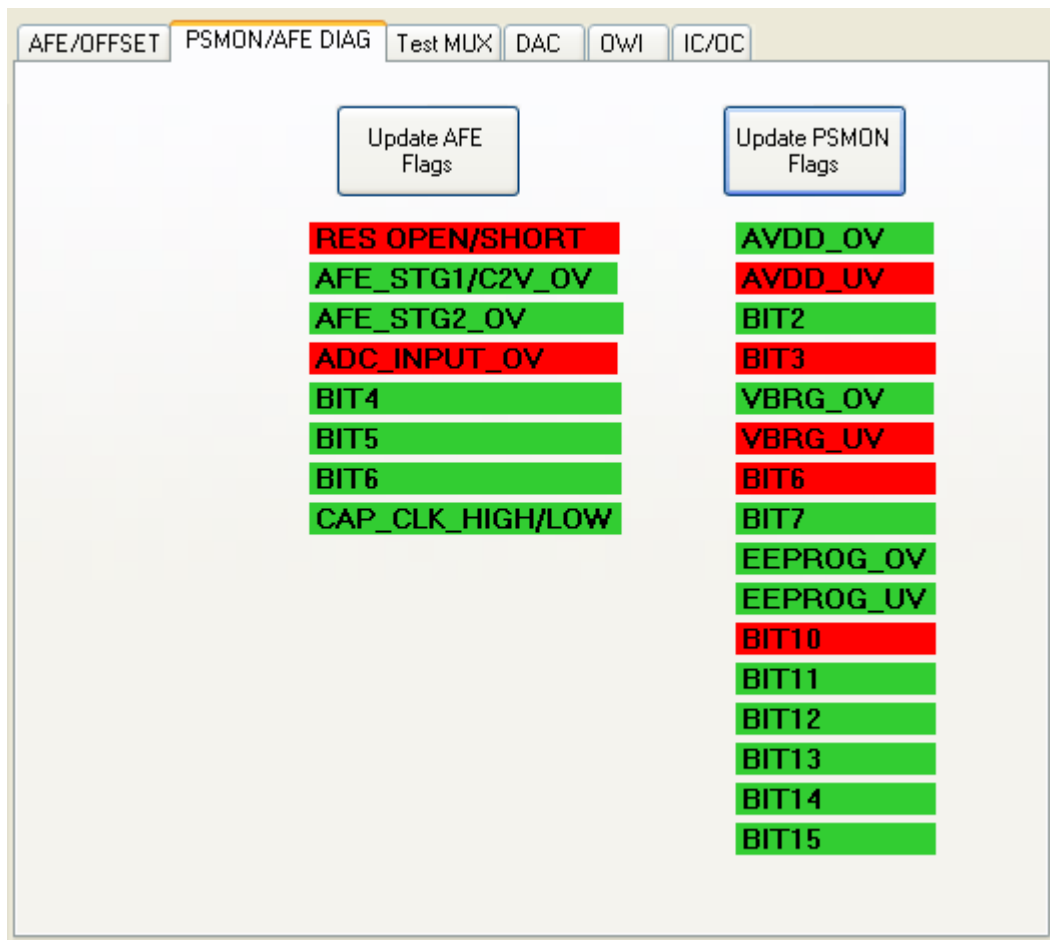 AFE/OFFSET PSMON/AFE DIAG Test MUX DAC OWI IC/OC
Update AFE
Flags
Update PSMON
Flags
RES OPEN/SHORT
AFE_STG1/C2V_OV
AFE_STG2_OV
ADC_INPUT_OV
BIT4
BIT5
BIT6
CAP_CLK_HIGH/LOW
AVDD_OV
AVDD_UV
BIT2
BIT3
VBRG_OV
VBRG_UV
BIT6
BIT7
EEPROG_OV
EEPROG_UV
BIT10
BIT11
BIT12
BIT13
BIT14
BIT15